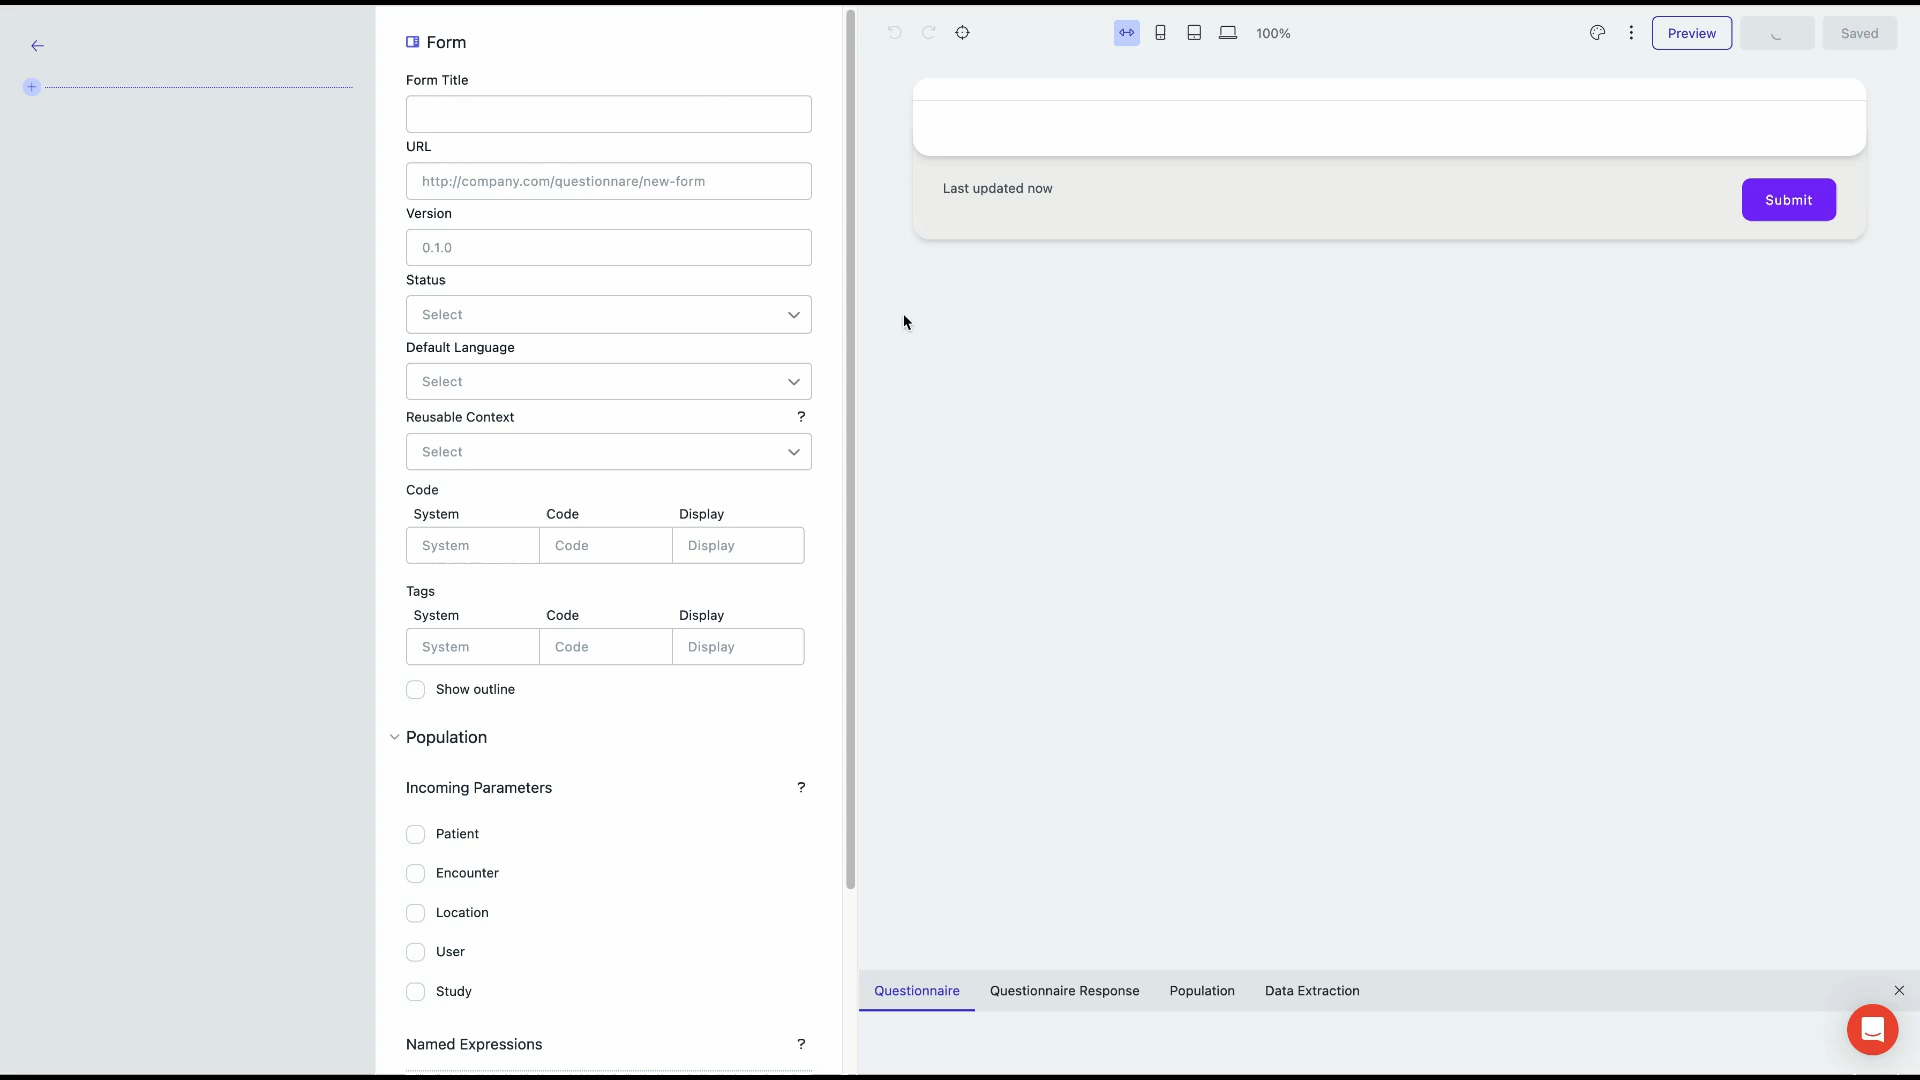 Form
Form Title
URL
http://company.com/questionnare/new-form
Version
0.1.0
Status
Select
Default Language
Select
Reusable Context ?
Select
Code
System Code Display
System Code Display
Tags
System Code Display
System Code Display
Show outline
Population
Incoming Parameters ?
Patient
Encounter
Location
User
Study
Named Expressions ?
100%
Preview
Saved
Last updated now
Submit
Questionnaire Questionnaire Response Population Data Extraction